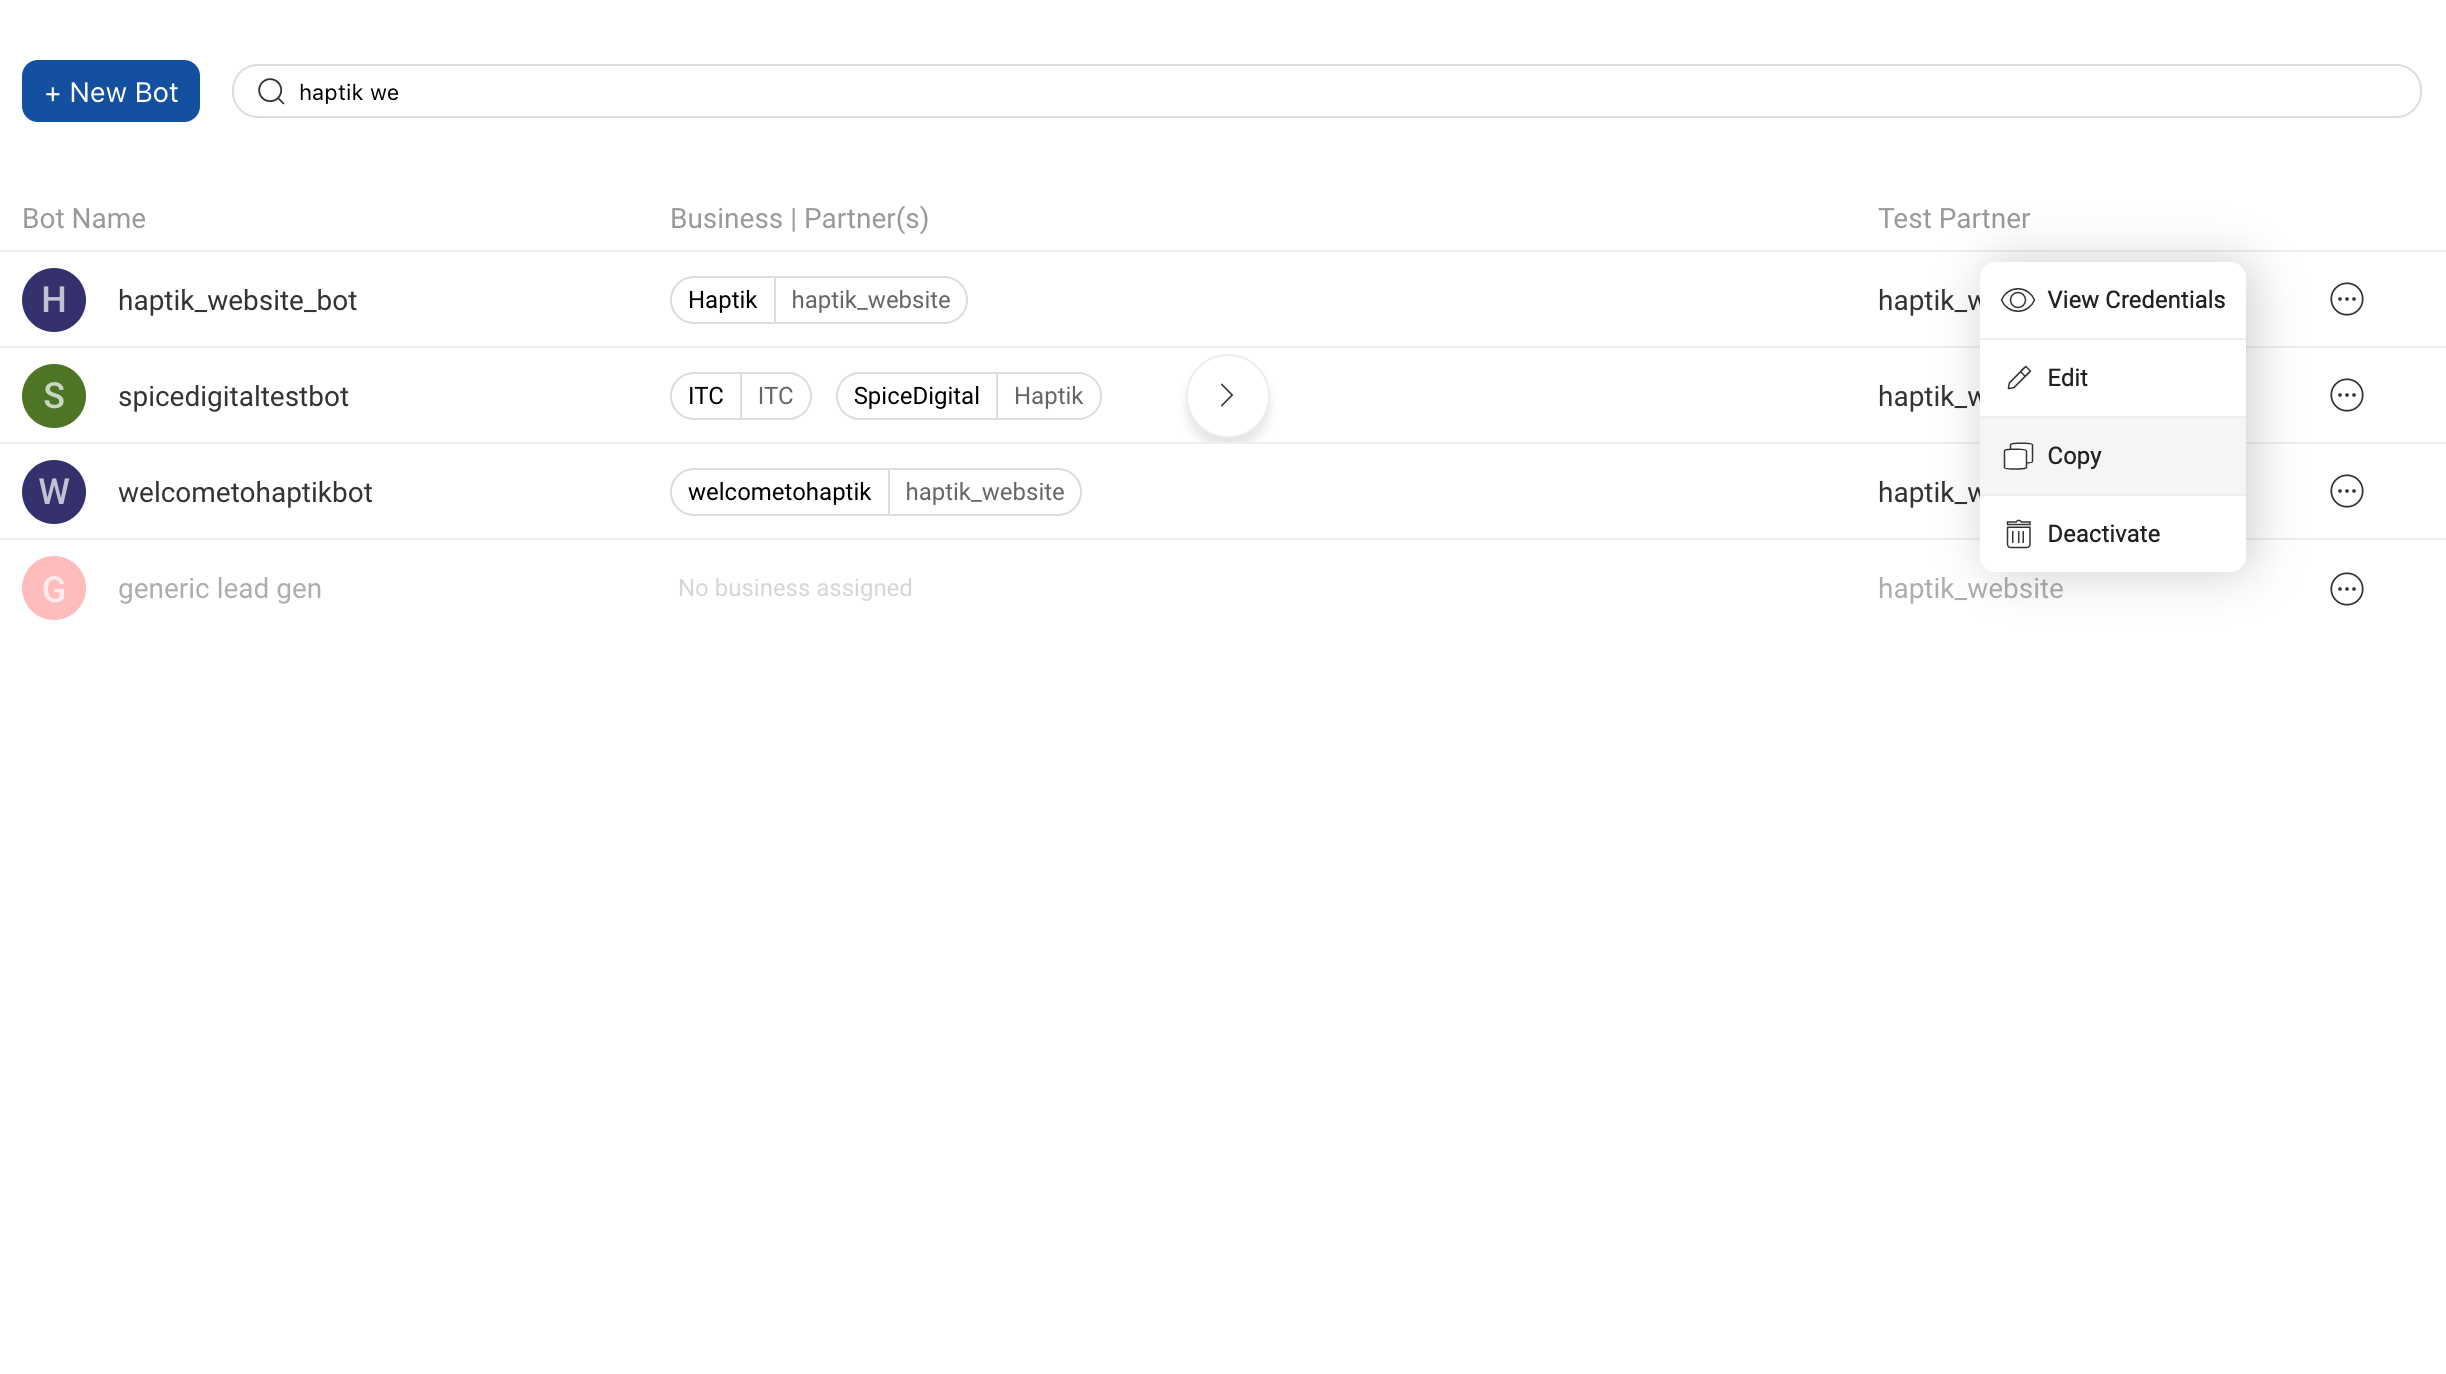 + New Bot
haptik we
Bot Name Business | Partner(s) Test Partner
H haptik_website_bot Haptik haptik_website haptik_w View Credentials
Edit
S spicedigitaltestbot ITC ITC SpiceDigital Haptik haptik_w
Copy
W welcometohaptikbot welcometohaptik haptik_website haptik_w
Deactivate
G generic lead gen No business assigned haptik_website